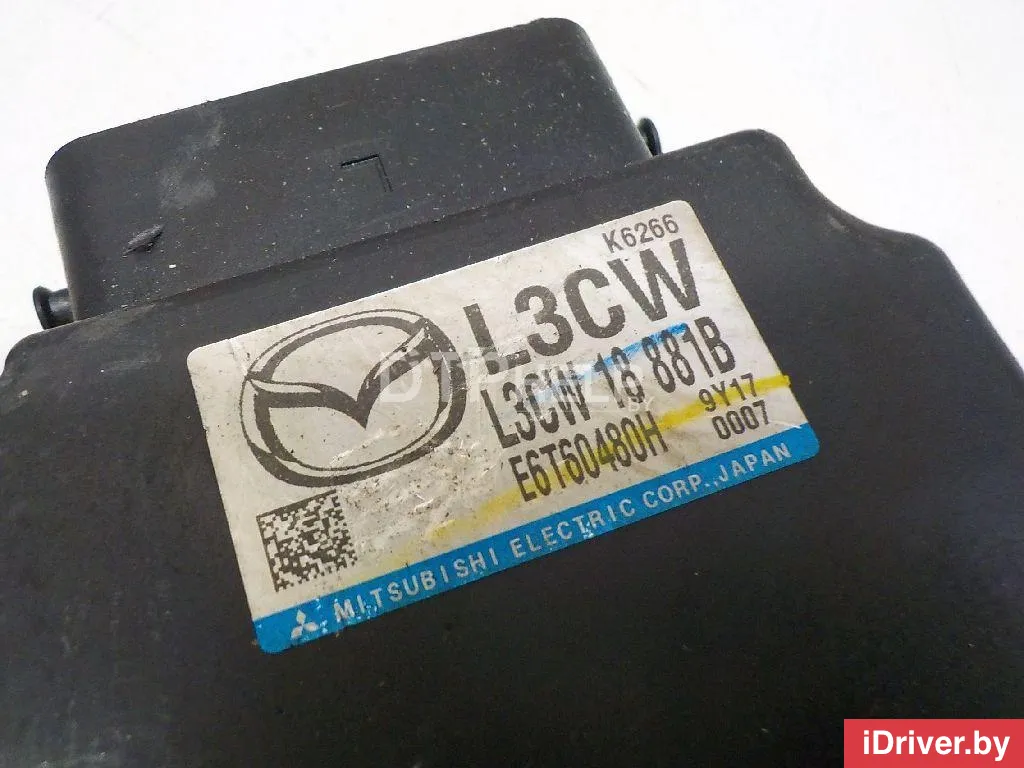 K6266
L3CW
L3CW 18 881B
E6T60480H
9Y17
0007
MITSUBISHI ELECTRIC CORP., JAPAN
iDriver.by